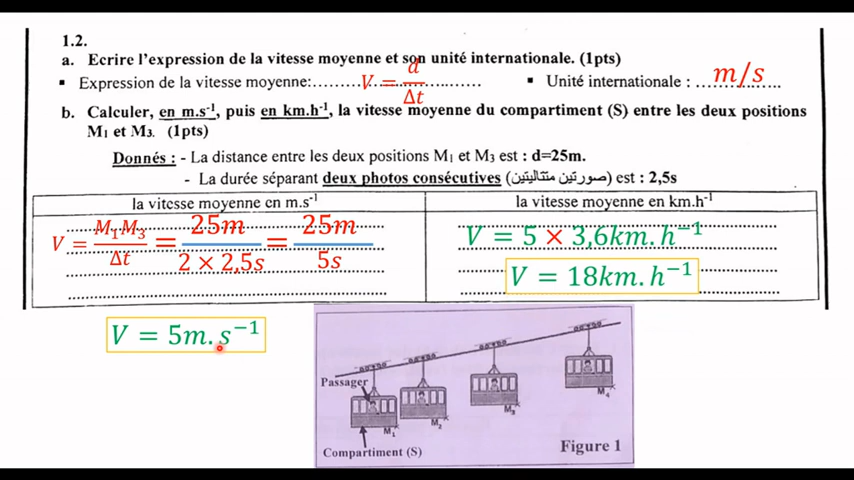 1.2.
a. Ecrire l'expression de la vitesse moyenne et son unité internationale. (1pts)
▪ Expression de la vitesse moyenne:......... V = d/Δt ......... ▪ Unité internationale : ... m/s ...
b. Calculer, en m.s⁻¹, puis en km.h⁻¹, la vitesse moyenne du compartiment (S) entre les deux positions
M₁ et M₃. (1pts)
Donnés : - La distance entre les deux positions M₁ et M₃ est : d=25m.
- La durée séparant deux photos consécutives (صورتين متتاليتين) est : 2,5s
la vitesse moyenne en m.s⁻¹
V = M₁M₃/Δt = 25m/(2 × 2,5s) = 25m/5s
V = 5m.s⁻¹
la vitesse moyenne en km.h⁻¹
V = 5 × 3,6km.h⁻¹
V = 18km.h⁻¹
Passager
M₁
M₂
M₃
M₄
Compartiment (S)
Figure 1